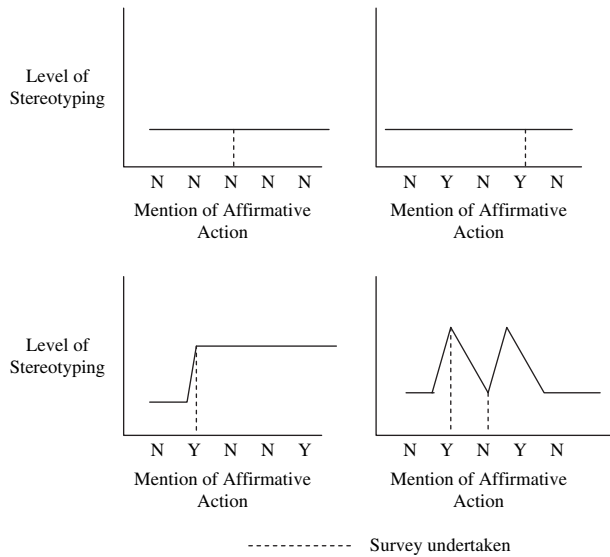 Level of
Stereotyping
N N N N N
Mention of Affirmative
Action
N Y N Y N
Mention of Affirmative
Action
Level of
Stereotyping
N Y N N Y
Mention of Affirmative
Action
N Y N Y N
Mention of Affirmative
Action
Survey undertaken